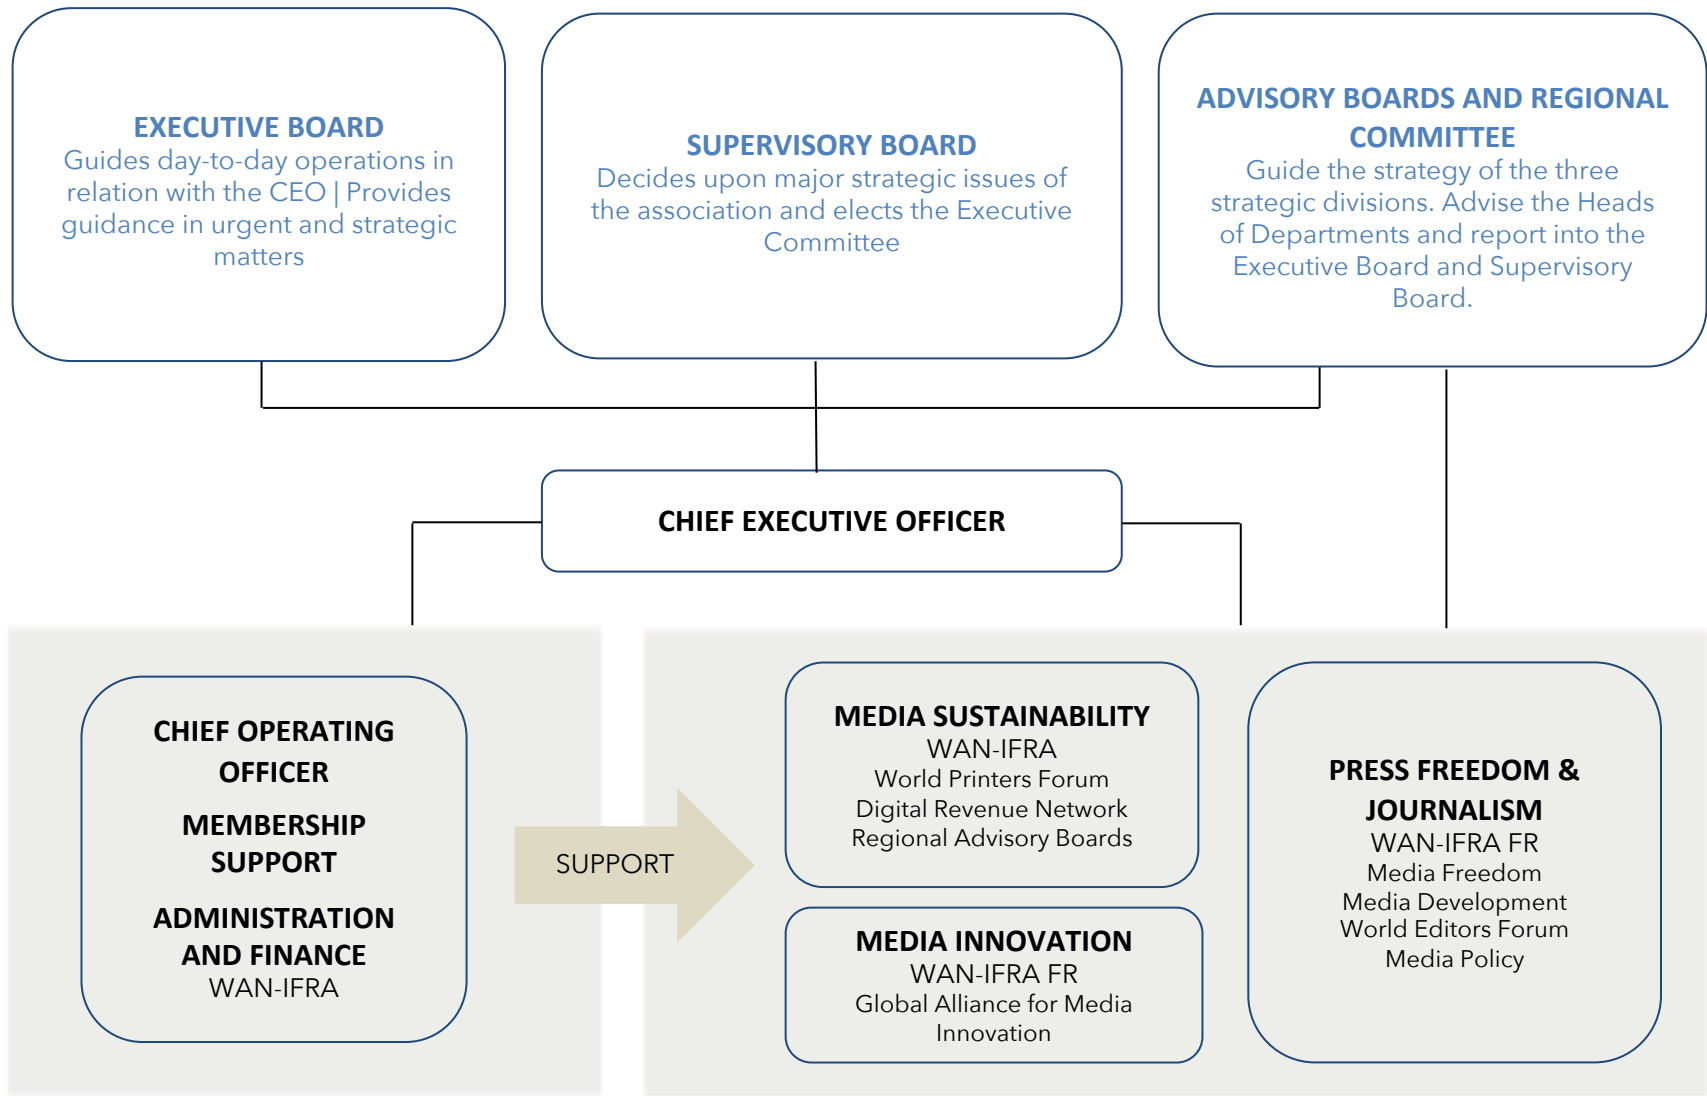 EXECUTIVE BOARD
Guides day-to-day operations in
relation with the CEO | Provides
guidance in urgent and strategic
matters
SUPERVISORY BOARD
Decides upon major strategic issues of
the association and elects the Executive
Committee
ADVISORY BOARDS AND REGIONAL
COMMITTEE
Guide the strategy of the three
strategic divisions. Advise the Heads
of Departments and report into the
Executive Board and Supervisory
Board.
CHIEF EXECUTIVE OFFICER
CHIEF OPERATING
OFFICER
MEMBERSHIP
SUPPORT
ADMINISTRATION
AND FINANCE
WAN-IFRA
SUPPORT
MEDIA SUSTAINABILITY
WAN-IFRA
World Printers Forum
Digital Revenue Network
Regional Advisory Boards
MEDIA INNOVATION
WAN-IFRA FR
Global Alliance for Media
Innovation
PRESS FREEDOM &
JOURNALISM
WAN-IFRA FR
Media Freedom
Media Development
World Editors Forum
Media Policy